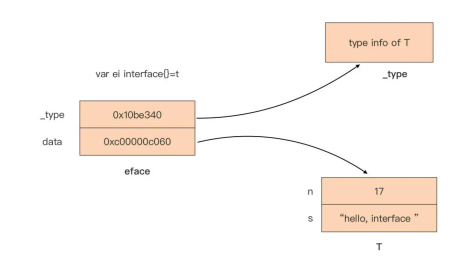 type info of T
_type
var ei interface{}=t
_type
0x10be340
data
0xc00000c060
eface
n
17
s
“hello, interface ”
T